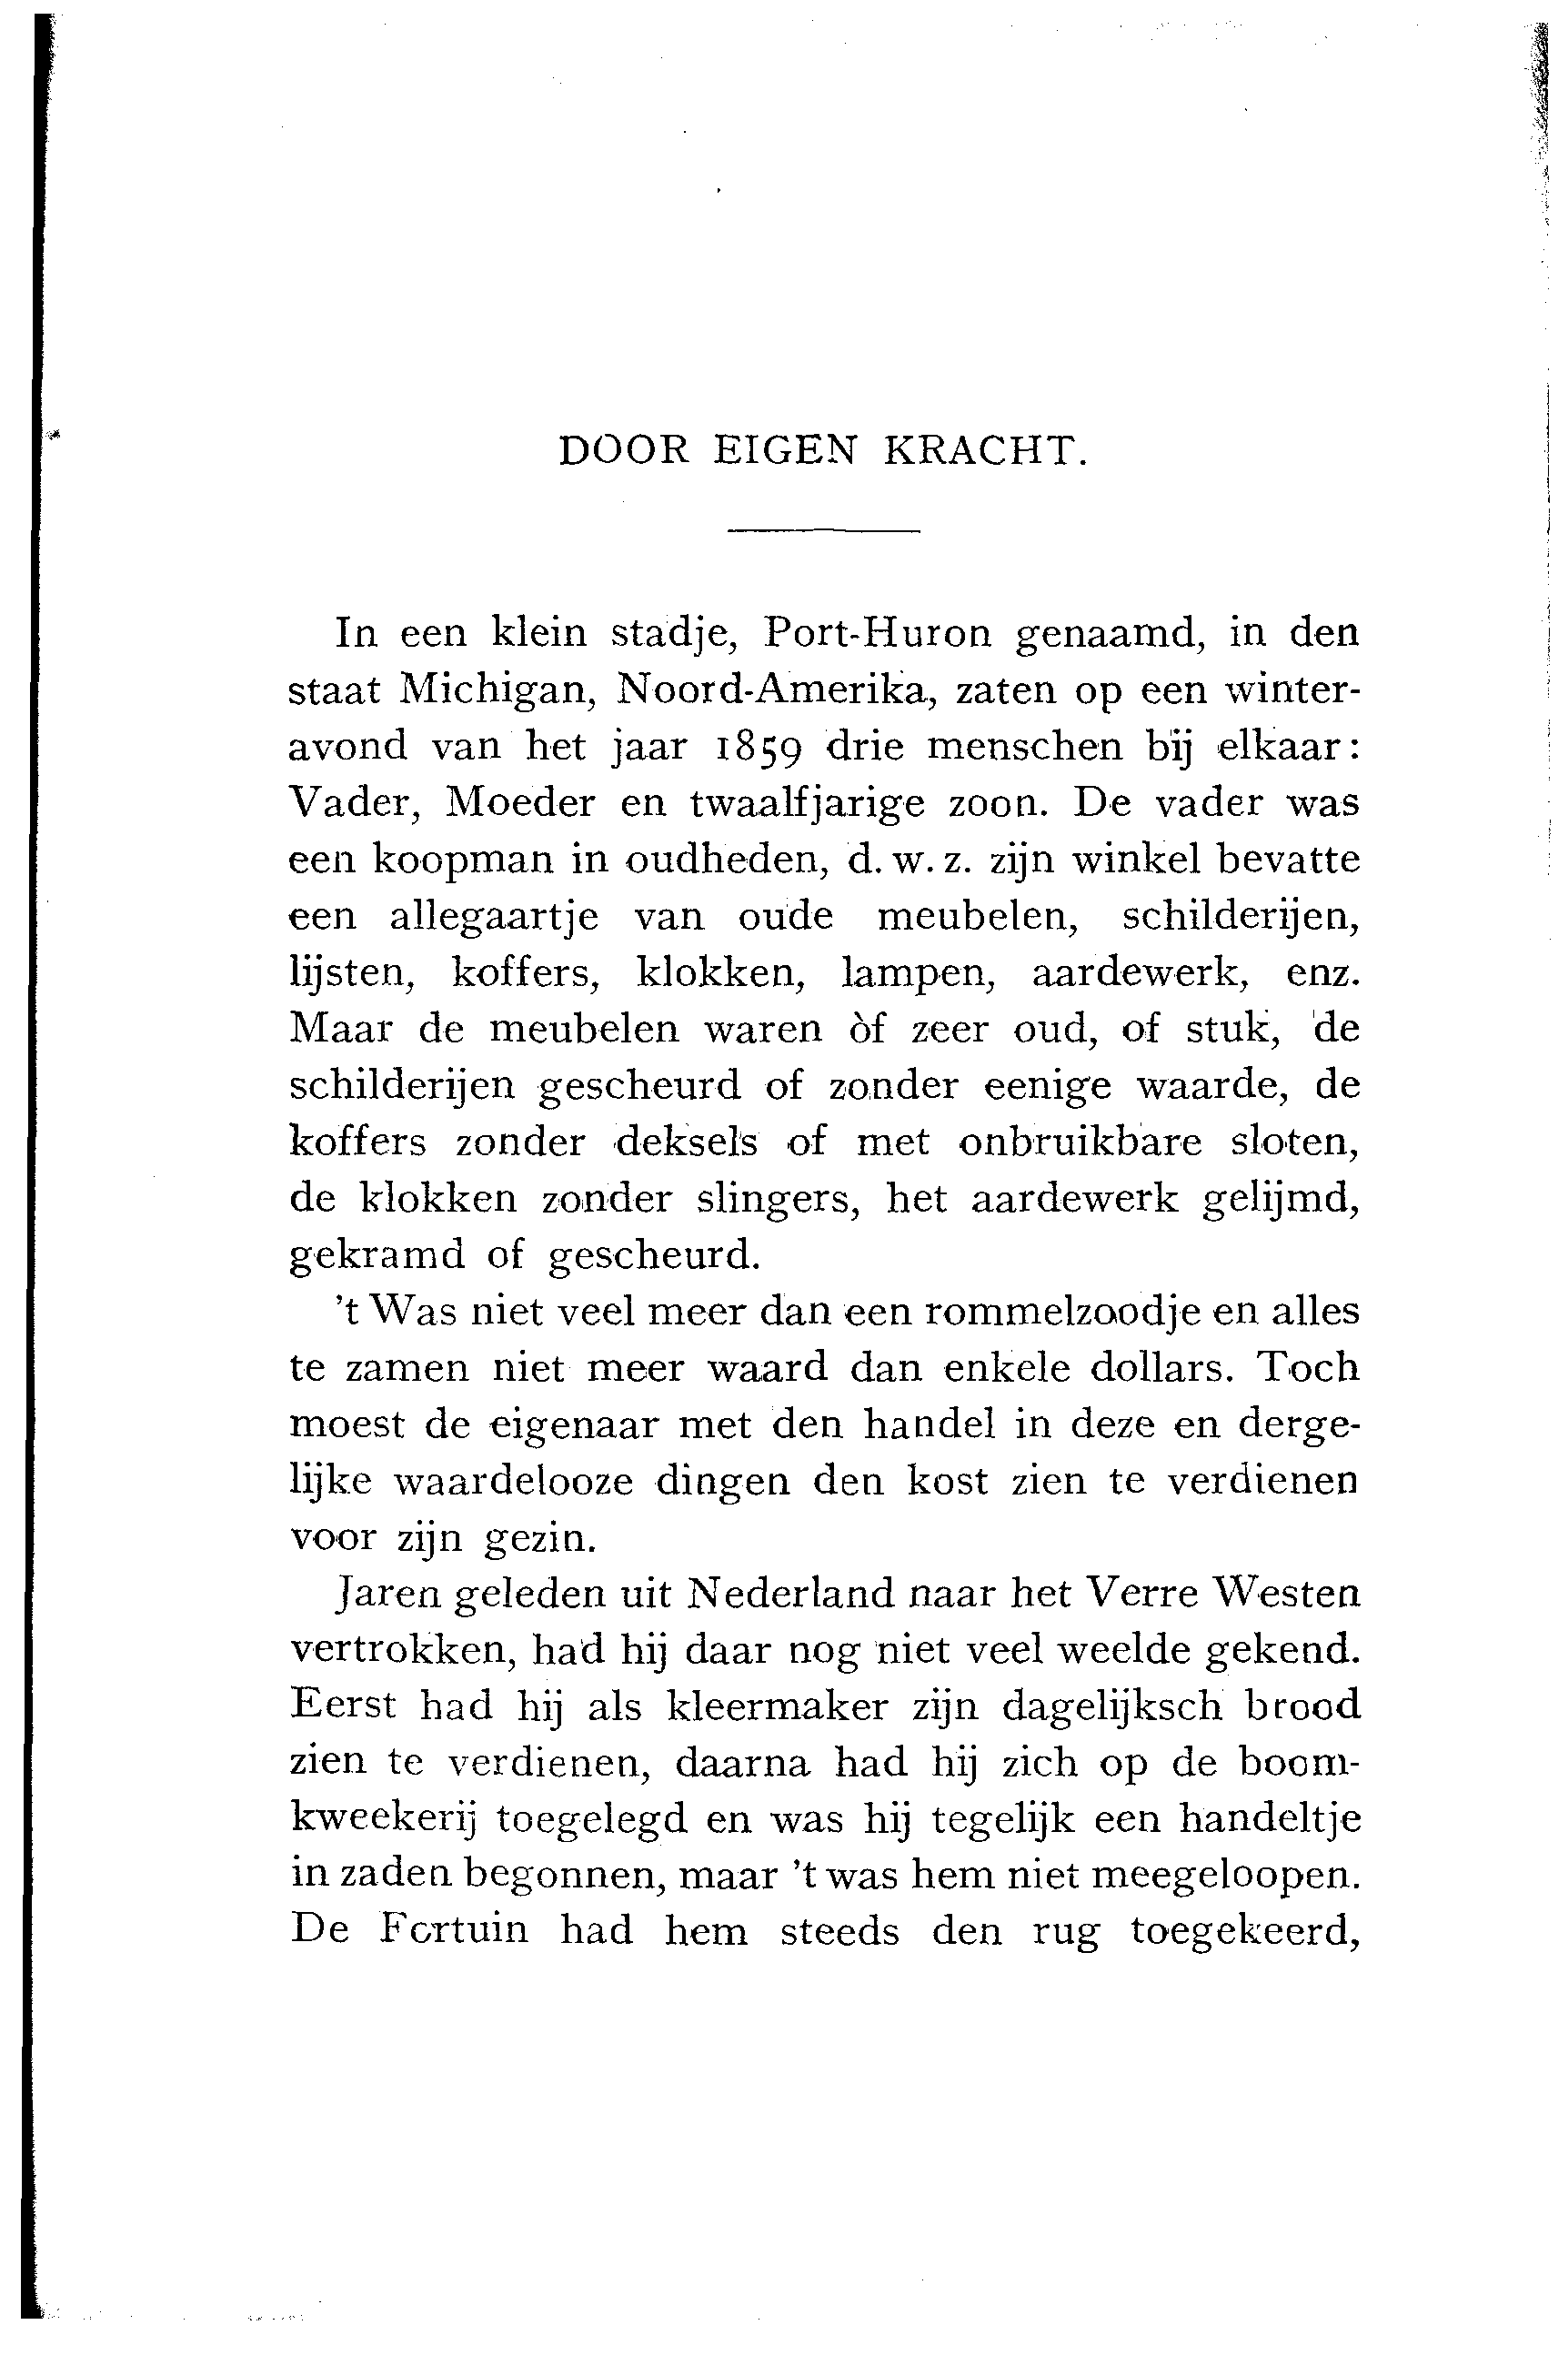 DOOR EIGEN KRACHT.
In een klein stadje, Port-Huron genaamd, in den
staat Michigan, Noord-Amerika, zaten op een winter-
avond van het jaar 1859 drie menschen bij elkaar:
Vader, Moeder en twaalfjarige zoon. De vader was
een koopman in oudheden, d. w. z. zijn winkel bevatte
een allegaartje van oude meubelen, schilderijen,
lijsten, koffers, klokken, lampen, aardewerk, enz.
Maar de meubelen waren òf zeer oud, of stuk, de
schilderijen gescheurd of zonder eenige waarde, de
koffers zonder deksels of met onbruikbare sloten,
de klokken zonder slingers, het aardewerk gelijmd,
gekramd of gescheurd.
't Was niet veel meer dan een rommelzoodje en alles
te zamen niet meer waard dan enkele dollars. Toch
moest de eigenaar met den handel in deze en derge-
lijke waardelooze dingen den kost zien te verdienen
voor zijn gezin.
Jaren geleden uit Nederland naar het Verre Westen
vertrokken, had hij daar nog niet veel weelde gekend.
Eerst had hij als kleermaker zijn dagelijksch brood
zien te verdienen, daarna had hij zich op de boom-
kweekerij toegelegd en was hij tegelijk een handeltje
in zaden begonnen, maar 't was hem niet meegeloopen.
De Fortuin had hem steeds den rug toegekeerd,